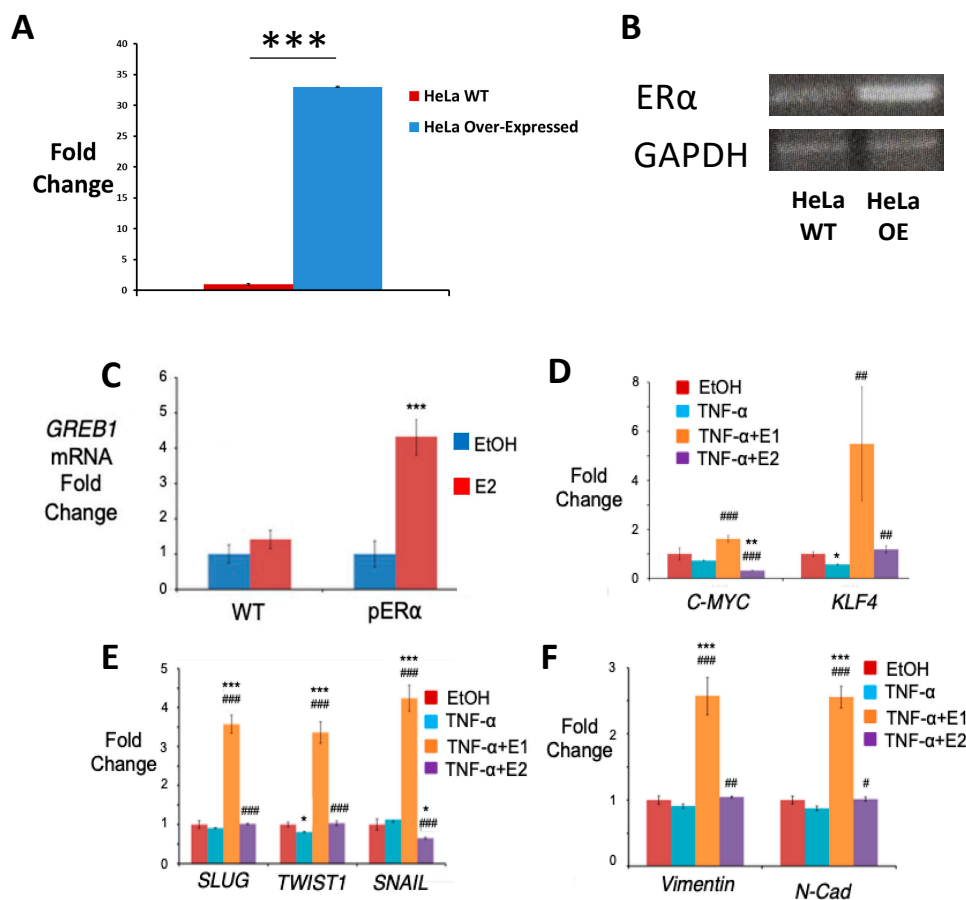 A
***
40
35
30
25
20
15
10
5
0
Fold
Change
HeLa WT
HeLa Over-Expressed
B
ERα
GAPDH
HeLa
WT
HeLa
OE
C
6
5
4
3
2
1
0
GREB1
mRNA
Fold
Change
***
EtOH
E2
WT
pERα
D
8
6
4
2
0
Fold
Change
EtOH
TNF-α
TNF-α+E1
TNF-α+E2
###
**
###
*
##
##
C-MYC
KLF4
E
5
4
3
2
1
0
Fold
Change
***
###
###
*
***
###
###
***
###
*
###
EtOH
TNF-α
TNF-α+E1
TNF-α+E2
SLUG
TWIST1
SNAIL
F
3
2
1
0
Fold
Change
***
###
##
***
###
#
EtOH
TNF-α
TNF-α+E1
TNF-α+E2
Vimentin
N-Cad